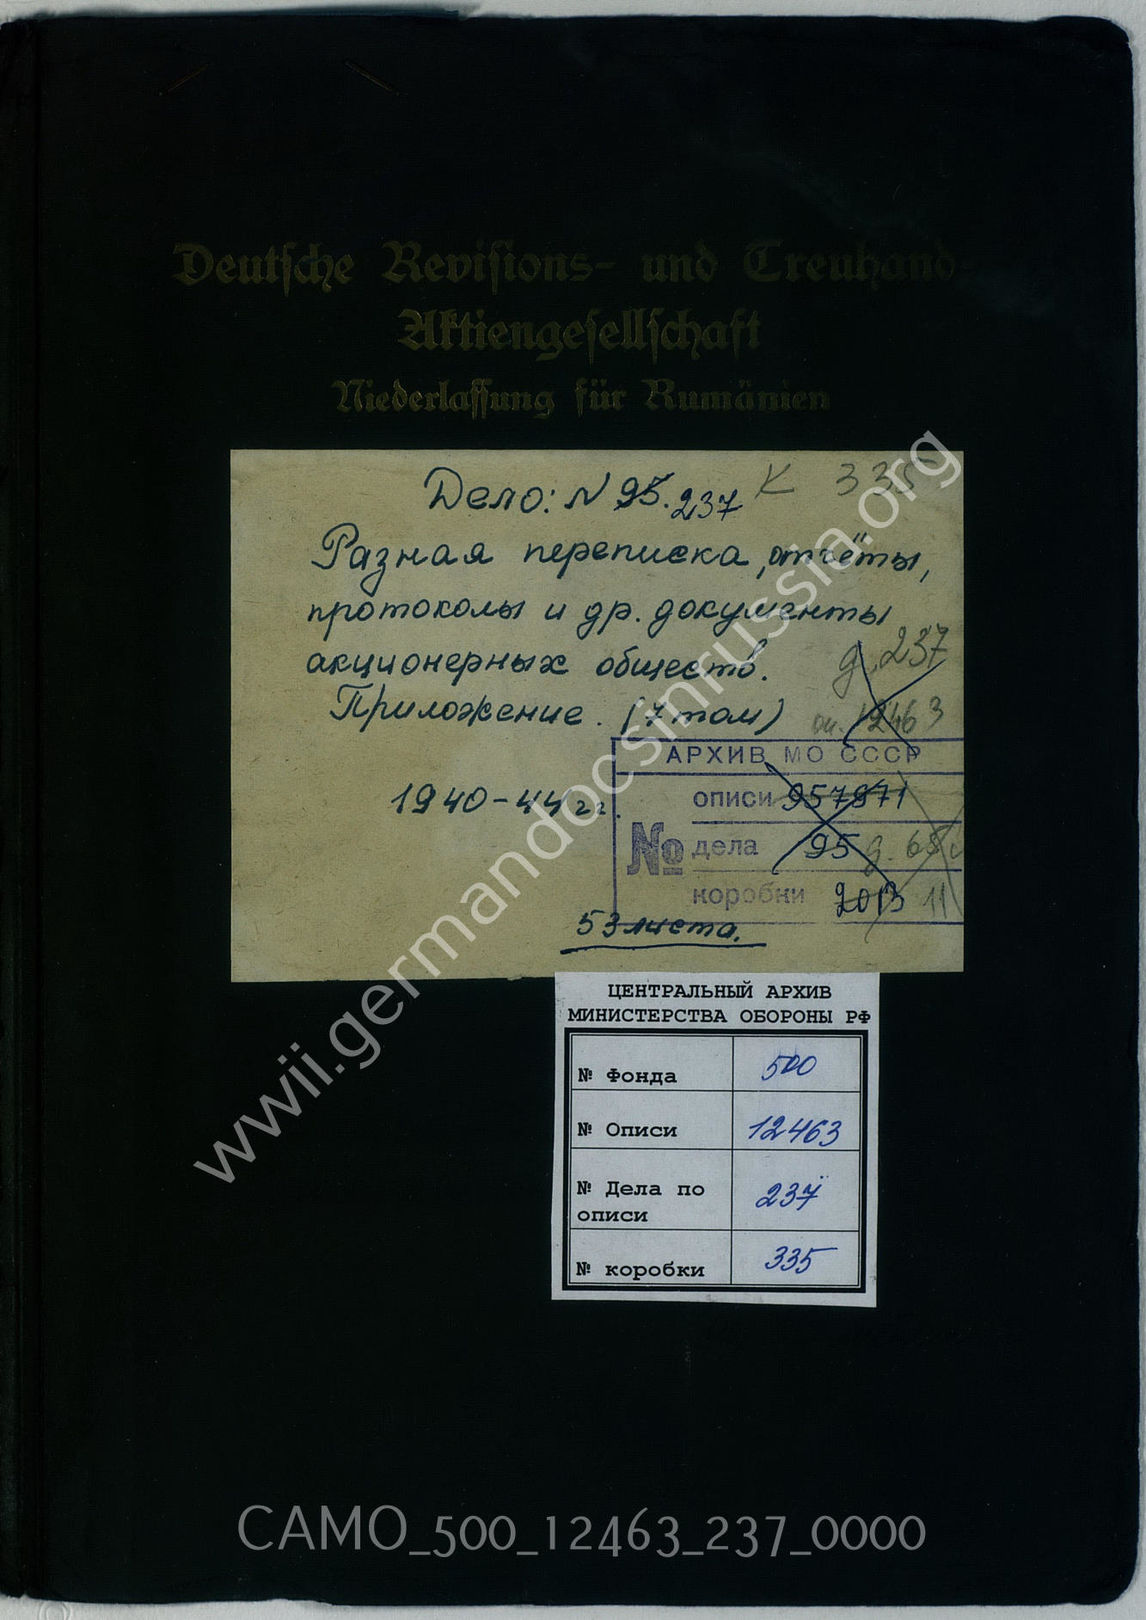 Deutsche Revisions- und Treuhand-
Aktiengesellschaft
Niederlassung für Rumänien
Дело: N 95. 237 К 335
Разная переписка, отчёты,
протоколы и др. документы
акционерных обществ.
д. 237
Приложение. (7 том)
оп. 12463
1940-44 гг.
АРХИВ МО СССР
№
описи 957971
дела 95
коробки 2013 11
53 листа.
ЦЕНТРАЛЬНЫЙ АРХИВ
МИНИСТЕРСТВА ОБОРОНЫ РФ
№ Фонда 500
№ Описи 12463
№ Дела по
описи 237
№ коробки 335
wwii.germandocsinrussia.org
CAMO_500_12463_237_0000